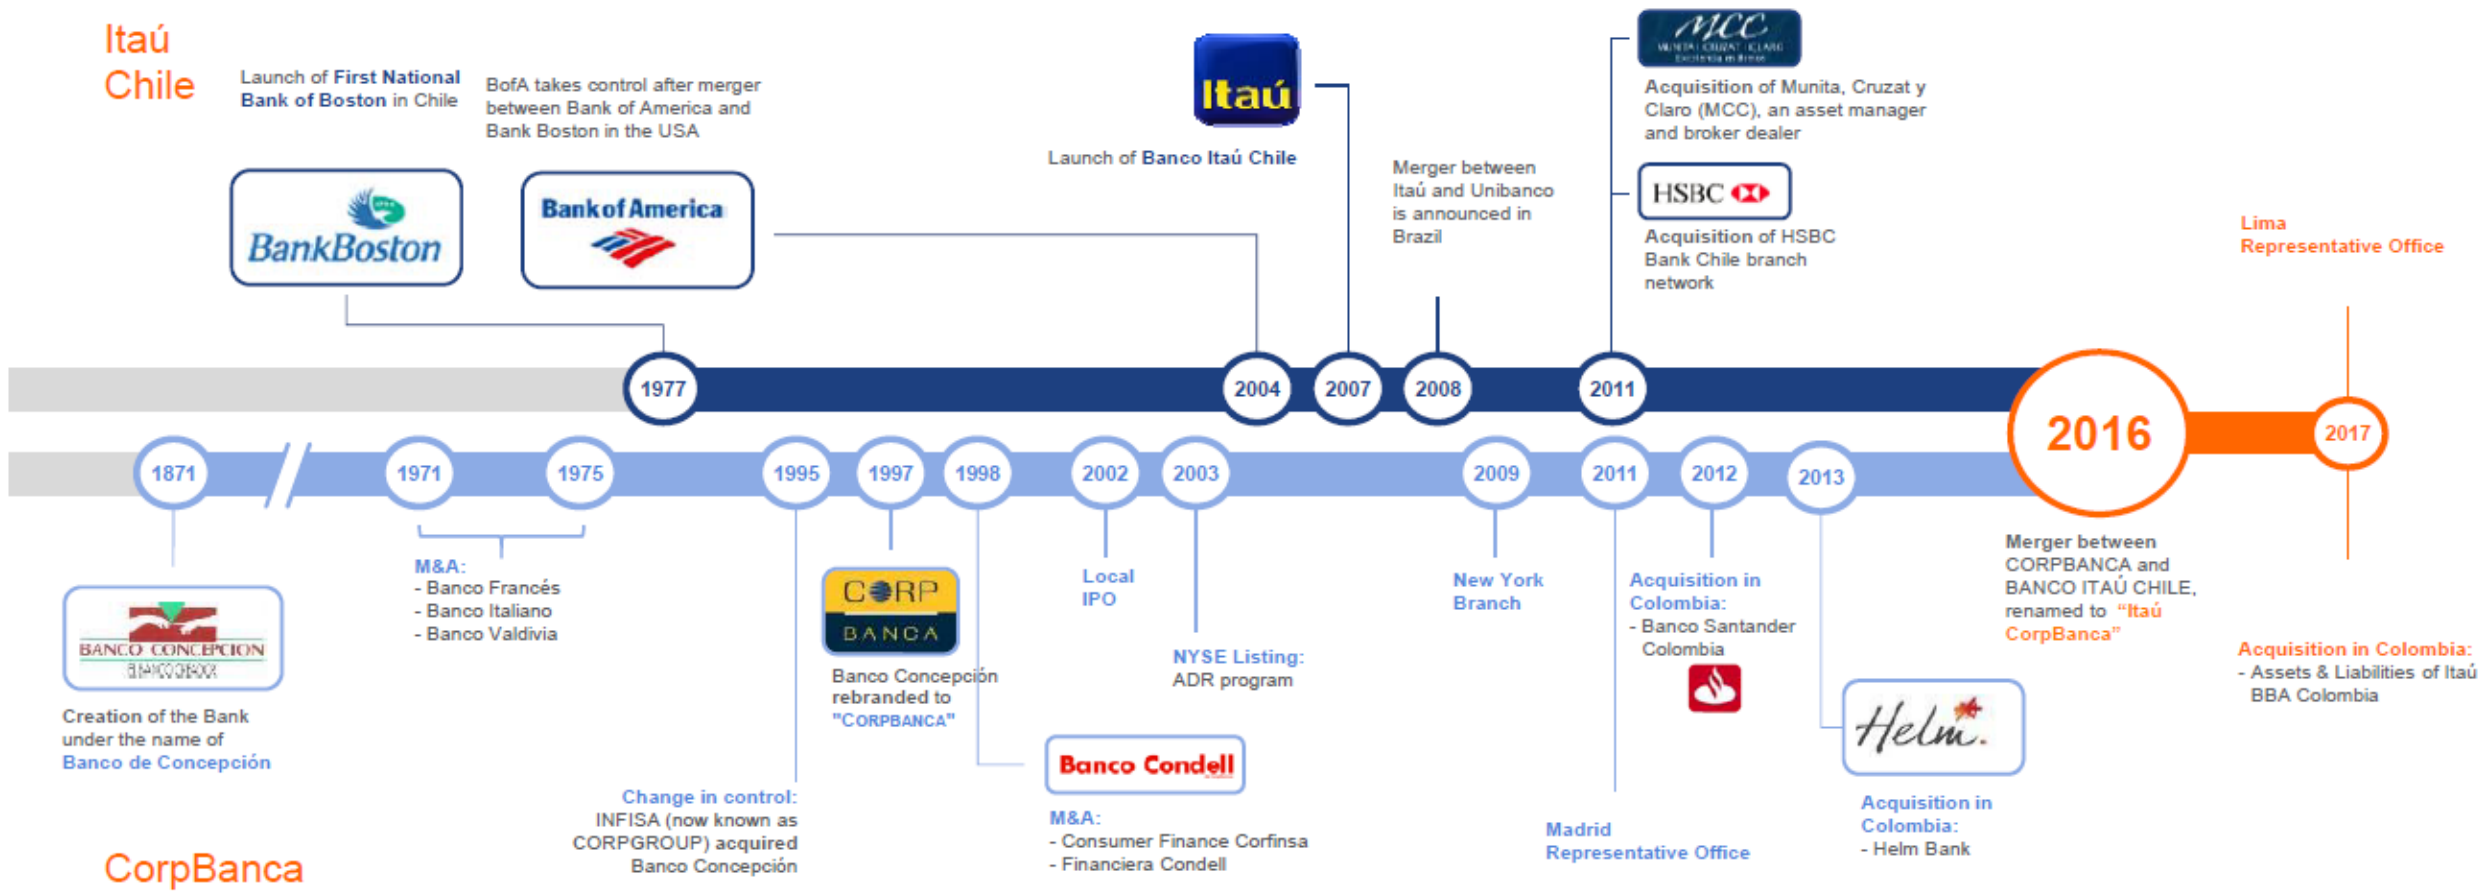 Itaú
Chile
Launch of First National
Bank of Boston in Chile
BankBoston
BofA takes control after merger
between Bank of America and
Bank Boston in the USA
Bank of America
Itaú
Launch of Banco Itaú Chile
Merger between
Itaú and Unibanco
is announced in
Brazil
MCC
MUNITA | CRUZAT | CLARO
Excelencia en Bolsa
Acquisition of Munita, Cruzat y
Claro (MCC), an asset manager
and broker dealer
HSBC
Acquisition of HSBC
Bank Chile branch
network
Lima
Representative Office
1977
2004
2007
2008
2011
2016
2017
1871
1971
1975
1995
1997
1998
2002
2003
2009
2011
2012
2013
BANCO CONCEPCION
Creation of the Bank
under the name of
Banco de Concepción
M&A:
- Banco Francés
- Banco Italiano
- Banco Valdivia
Change in control:
INFISA (now known as
CORPGROUP) acquired
Banco Concepción
CORP
BANCA
Banco Concepción
rebranded to
"CORPBANCA"
Banco Condell
M&A:
- Consumer Finance Corfinsa
- Financiera Condell
Local
IPO
NYSE Listing:
ADR program
New York
Branch
Madrid
Representative Office
Acquisition in
Colombia:
- Banco Santander
Colombia
Helm.
Acquisition in
Colombia:
- Helm Bank
Merger between
CORPBANCA and
BANCO ITAÚ CHILE,
renamed to "Itaú
CorpBanca"
Acquisition in Colombia:
- Assets & Liabilities of Itaú
BBA Colombia
CorpBanca